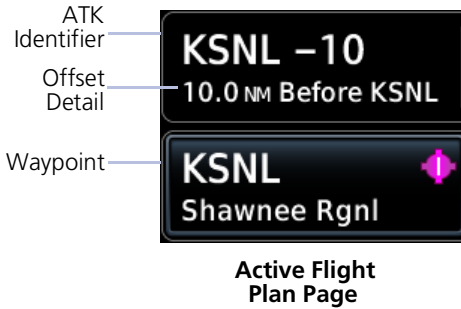 ATK
Identifier
Offset
Detail
Waypoint
KSNL –10
10.0 NM Before KSNL
KSNL
Shawnee Rgnl
Active Flight
Plan Page